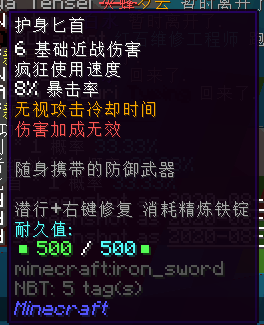 护身匕首
6 基础近战伤害
疯狂使用速度
8% 暴击率
无视攻击冷却时间
伤害加成无效
随身携带的防御武器
潜行+右键修复 消耗精炼铁锭
耐久值:
500 / 500
minecraft:iron_sword
NBT: 5 tag(s)
Minecraft